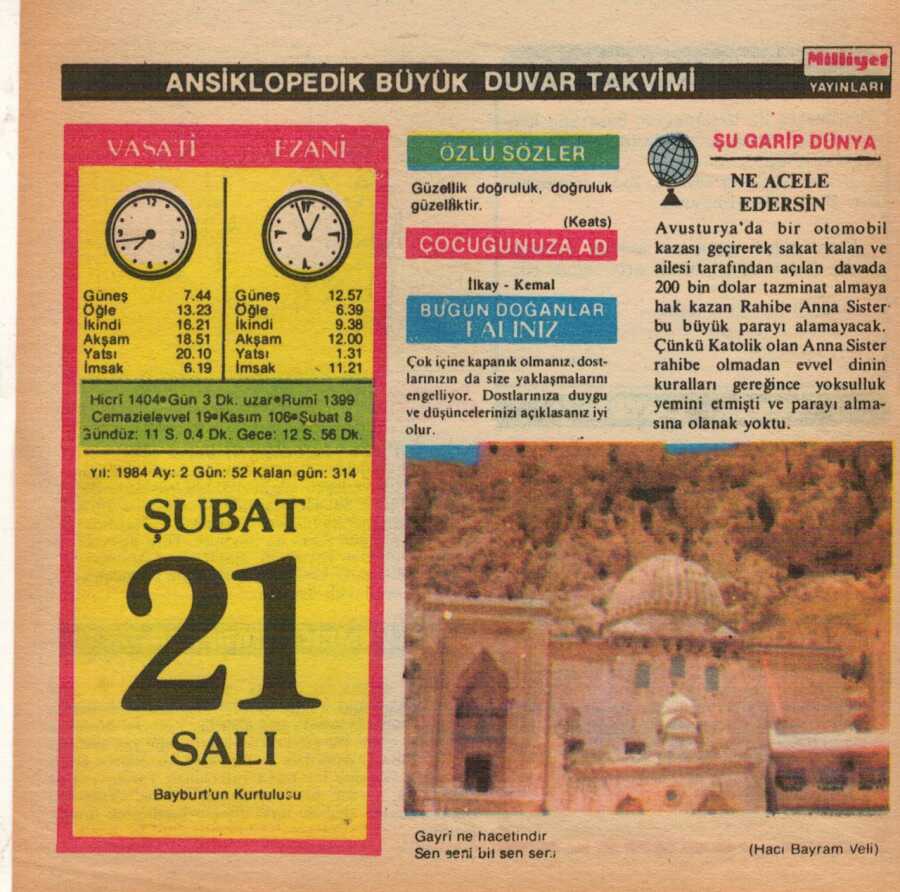 Milliyet
YAYINLARI
ANSİKLOPEDİK BÜYÜK DUVAR TAKVİMİ
VASATİ EZANİ
Güneş 7.44 Güneş 12.57
Öğle 13.23 Öğle 6.39
İkindi 16.21 İkindi 9.38
Akşam 18.51 Akşam 12.00
Yatsı 20.10 Yatsı 1.31
İmsak 6.19 İmsak 11.21
Hicrî 1404•Gün 3 Dk. uzar•Rumî 1399
Cemazielevvel 19•Kasım 106•Şubat 8
Gündüz: 11 S. 0.4 Dk. Gece: 12 S. 56 Dk.
Yıl: 1984 Ay: 2 Gün: 52 Kalan gün: 314
ŞUBAT
21
SALI
Bayburt'un Kurtuluşu
ÖZLÜ SÖZLER
Güzellik doğruluk, doğruluk
güzelliktir.
(Keats)
ÇOCUĞUNUZA AD
İlkay - Kemal
BUGÜN DOĞANLAR
FALINIZ
Çok içine kapanık olmanız, dost-
larınızın da size yaklaşmalarını
engelliyor. Dostlarınıza duygu
ve düşüncelerinizi açıklasanız iyi
olur.
ŞU GARİP DÜNYA
NE ACELE
EDERSİN
Avusturya'da bir otomobil
kazası geçirerek sakat kalan ve
ailesi tarafından açılan davada
200 bin dolar tazminat almaya
hak kazan Rahibe Anna Sister
bu büyük parayı alamayacak.
Çünkü Katolik olan Anna Sister
rahibe olmadan evvel dinin
kuralları gereğince yoksulluk
yemini etmişti ve parayı alma-
sına olanak yoktu.
Gayrî ne hacetindir
Sen seni bil sen seni
(Hacı Bayram Veli)